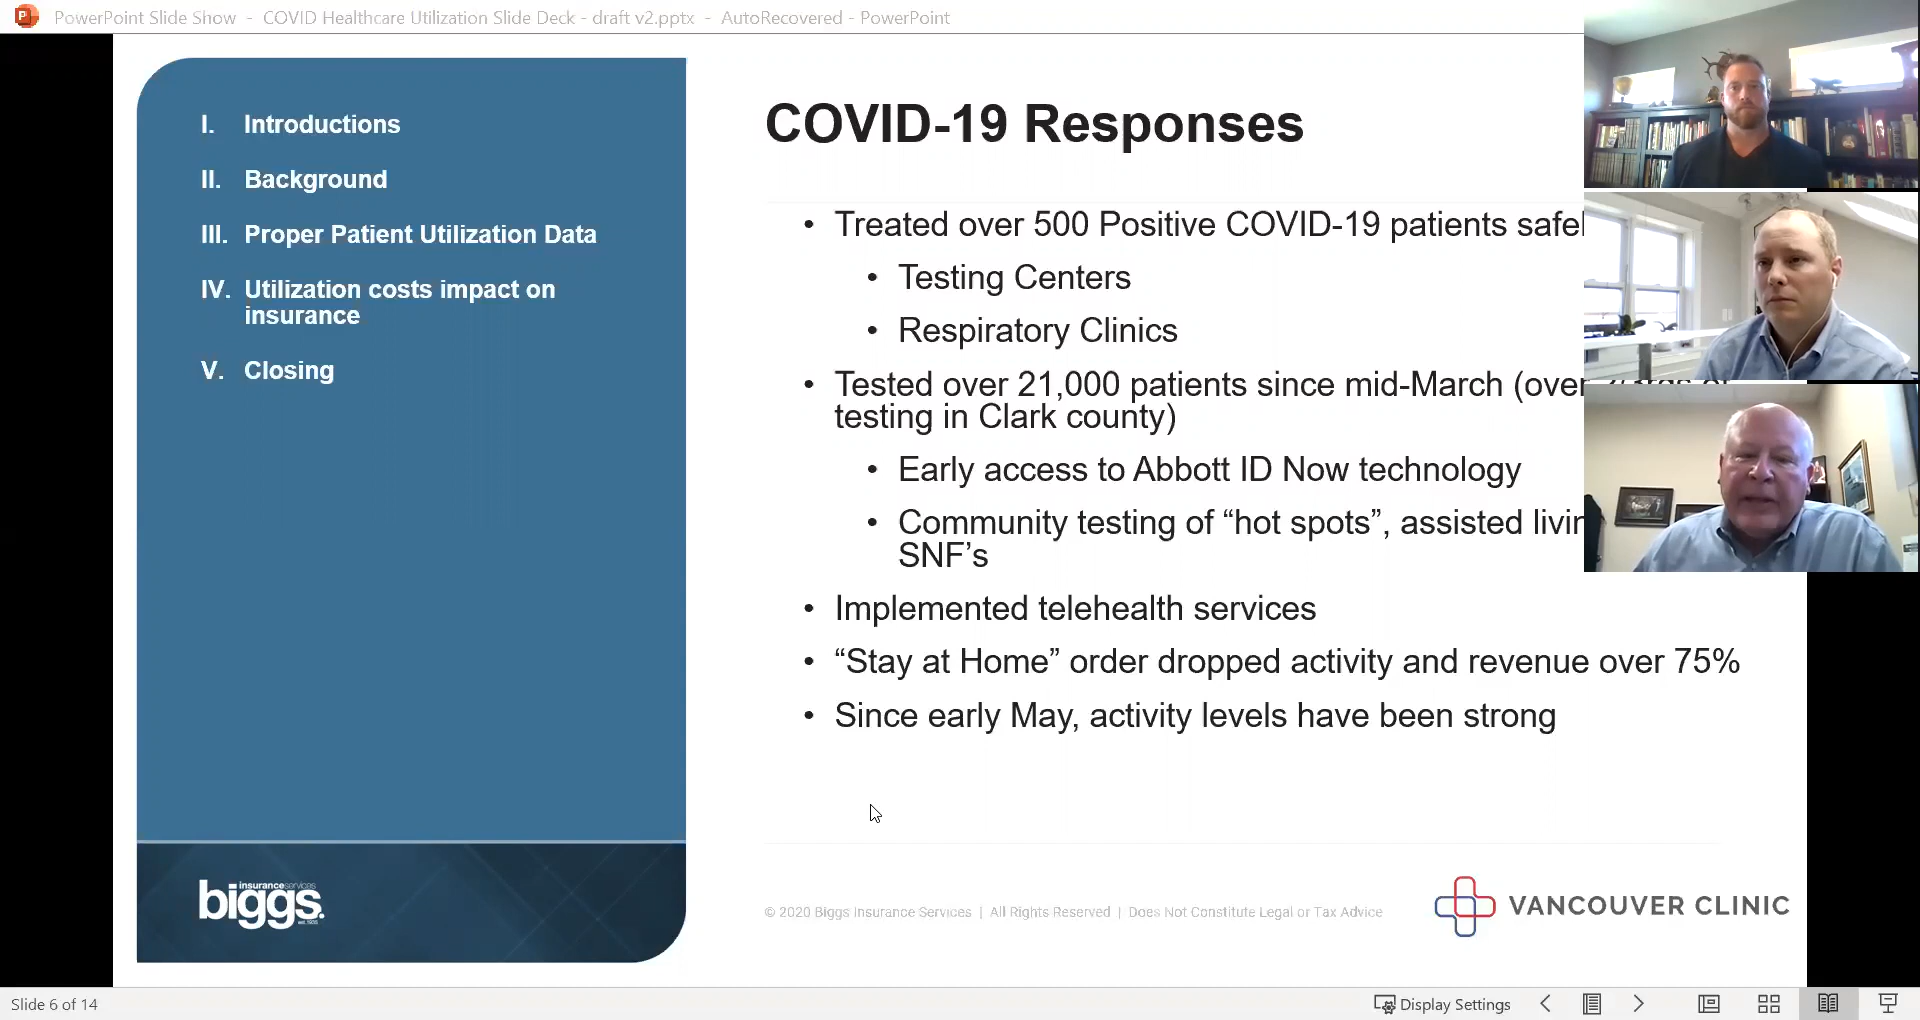 PowerPoint Slide Show - COVID Healthcare Utilization Slide Deck - draft v2.pptx - AutoRecovered - PowerPoint
I. Introductions
II. Background
III. Proper Patient Utilization Data
IV. Utilization costs impact on
insurance
V. Closing
COVID-19 Responses
• Treated over 500 Positive COVID-19 patients
• Testing Centers
• Respiratory Clinics
• Tested over 21,000 patients since mid-March (over
testing in Clark county)
• Early access to Abbott ID Now technology
• Community testing of “hot spots”, assisted
SNF’s
• Implemented telehealth services
• “Stay at Home” order dropped activity and revenue over 75%
• Since early May, activity levels have been strong
insurance services
biggs.
© 2020 Biggs Insurance Services | All Rights Reserved | Does Not Constitute Legal or Tax Advice
VANCOUVER CLINIC
Slide 6 of 14
Display Settings